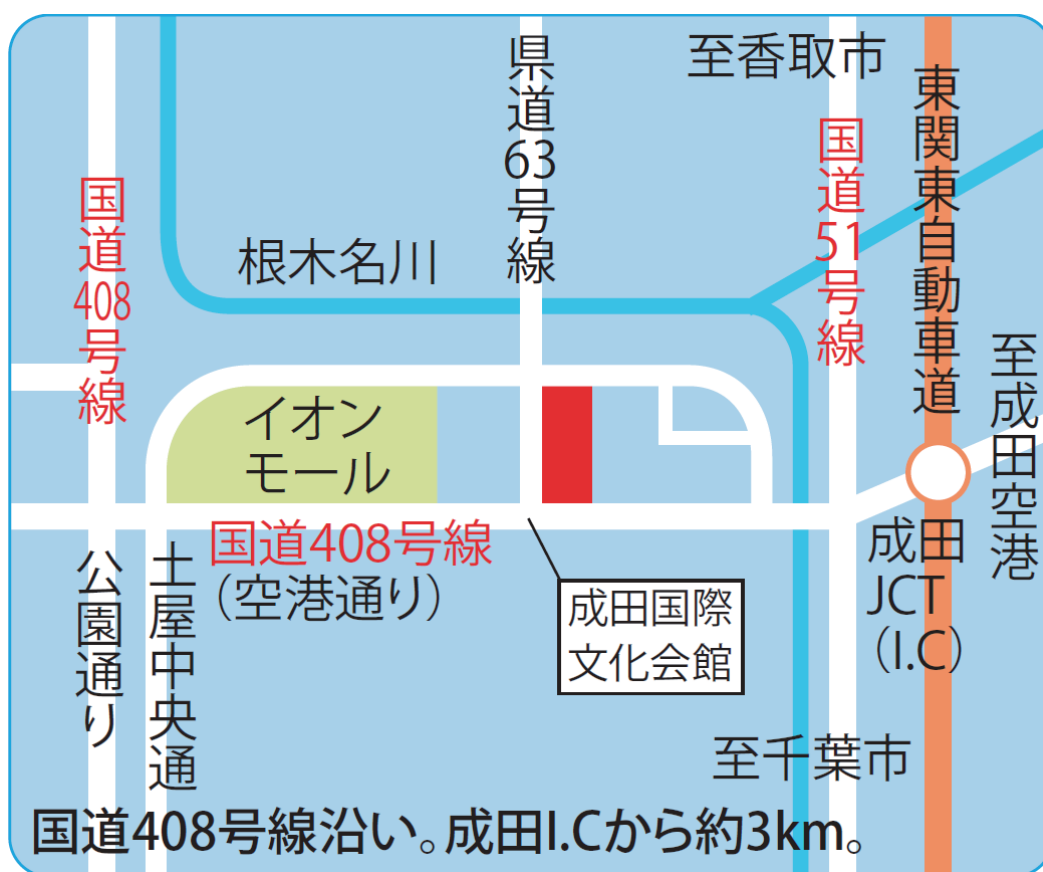 至香取市
県道63号線
東関東自動車道
国道51号線
国道408号線
根木名川
至成田空港
イオン
モール
国道408号線
（空港通り）
成田
JCT
（I.C）
公園通り
土屋中央通
成田国際
文化会館
至千葉市
国道408号線沿い。成田I.Cから約3km。